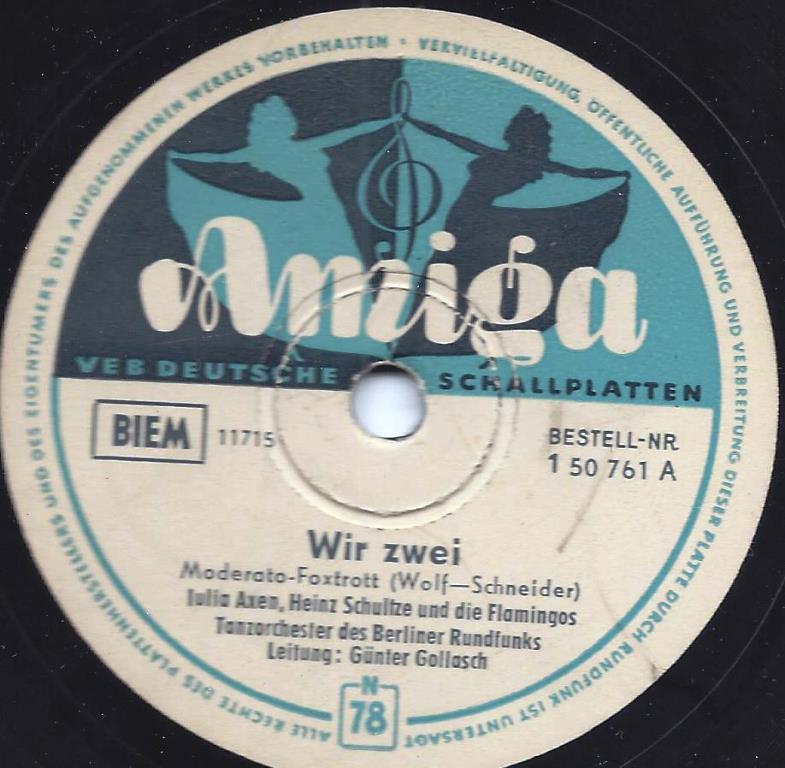 ALLE RECHTE DES PLATTENHERSTELLERS UND DES EIGENTÜMERS DES AUFGENOMMENEN WERKES VORBEHALTEN · VERVIELFÄLTIGUNG, ÖFFENTLICHE AUFFÜHRUNG UND VERBREITUNG DIESER PLATTE DURCH RUNDFUNK IST UNTERSAGT
Amiga
VEB DEUTSCHE SCHALLPLATTEN
BIEM 11715
BESTELL-NR.
1 50 761 A
Wir zwei
Moderato-Foxtrott (Wolf—Schneider)
Julia Axen, Heinz Schultze und die Flamingos
Tanzorchester des Berliner Rundfunks
Leitung: Günter Gollasch
N
78